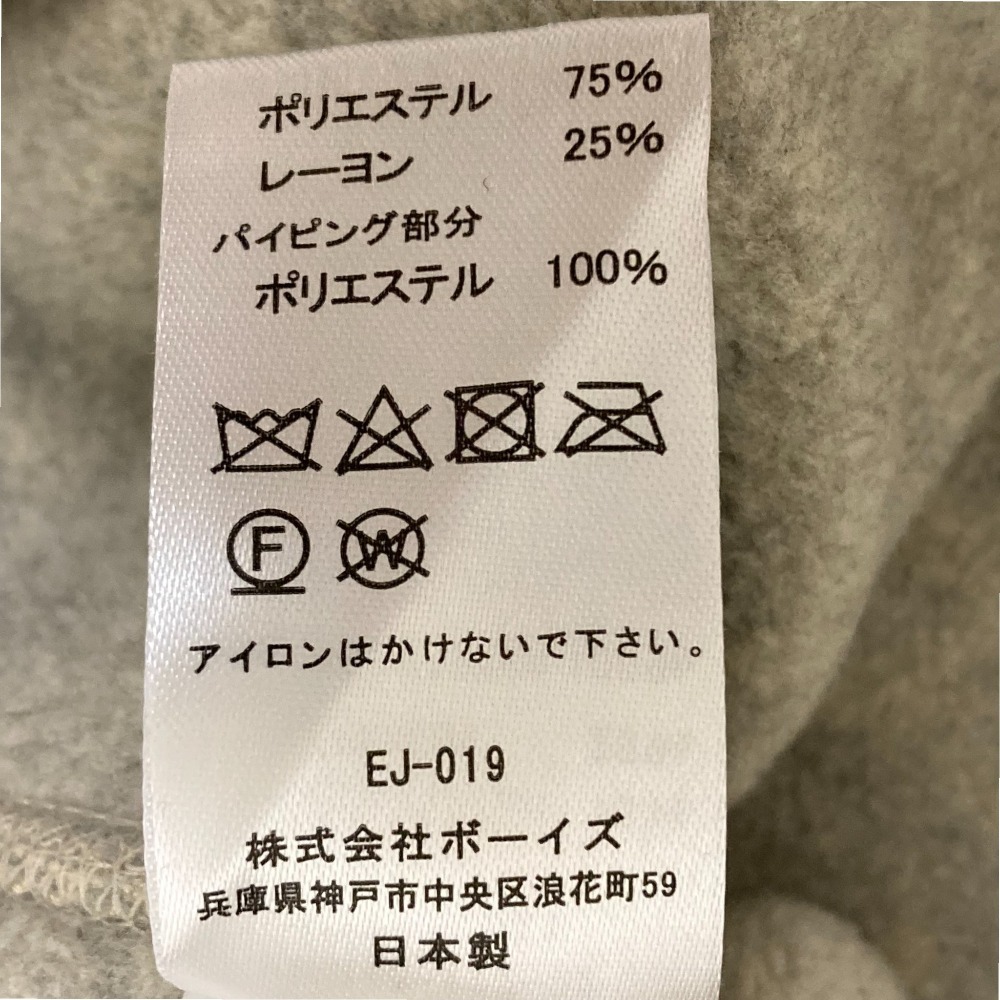 ポリエステル 75%
レーヨン 25%
パイピング部分
ポリエステル 100%
F W
アイロンはかけないで下さい。
EJ-019
株式会社ボーイズ
兵庫県神戸市中央区浪花町59
日本製